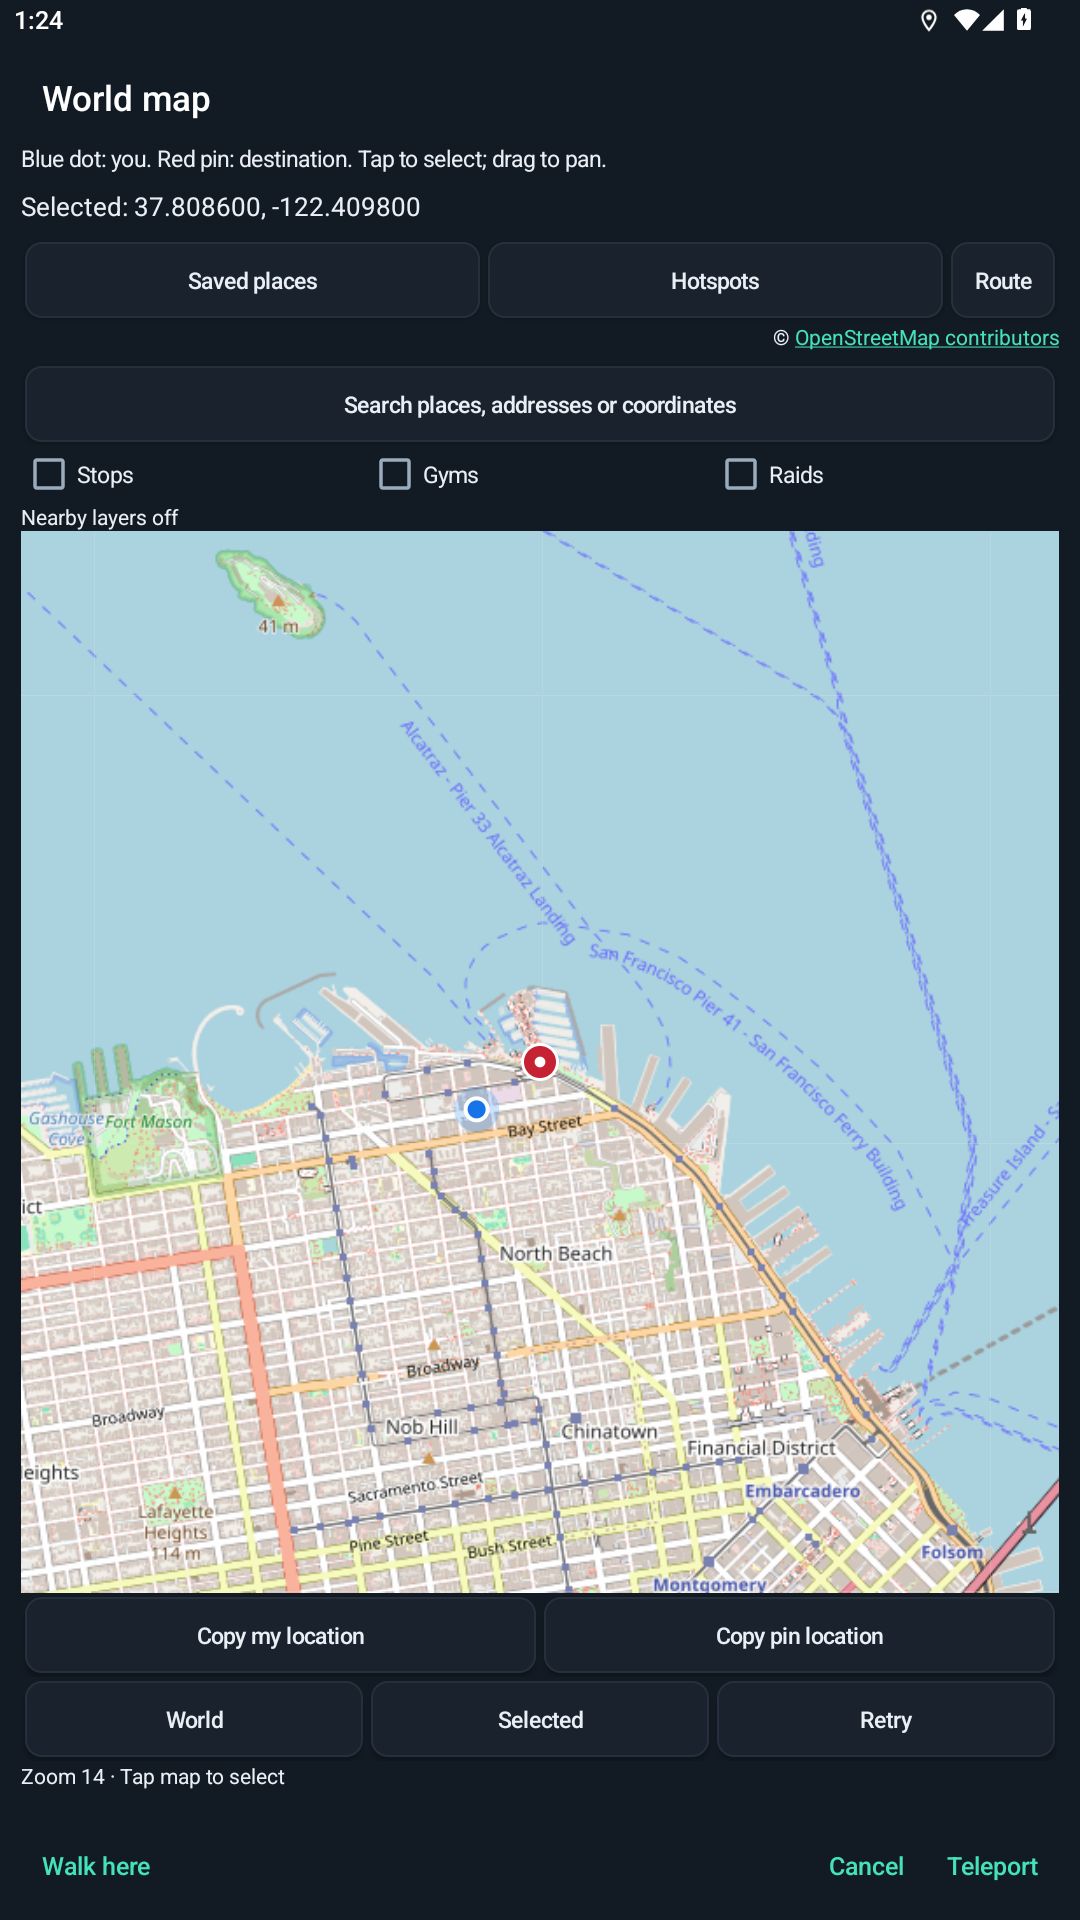 1:24
World map
Blue dot: you. Red pin: destination. Tap to select; drag to pan.
Selected: 37.808600, -122.409800
Saved places
Hotspots
Route
© OpenStreetMap contributors
Search places, addresses or coordinates
Stops
Gyms
Raids
Nearby layers off
ding
41 m
Alcatraz - Pier 33 Alcatraz Landing
San Francisco Pier 41 - San Francisco Ferry Building
Treasure Island - S
Gashouse
Cove
Fort Mason
Bay Street
ict
North Beach
Broadway
Broadway
Nob Hill
Chinatown
Financial District
eights
Sacramento Street
Embarcadero
Lafayette
Heights
114 m
Pine Street
Bush Street
Folsom
Montgomery
Copy my location
Copy pin location
World
Selected
Retry
Zoom 14 · Tap map to select
Walk here
Cancel
Teleport